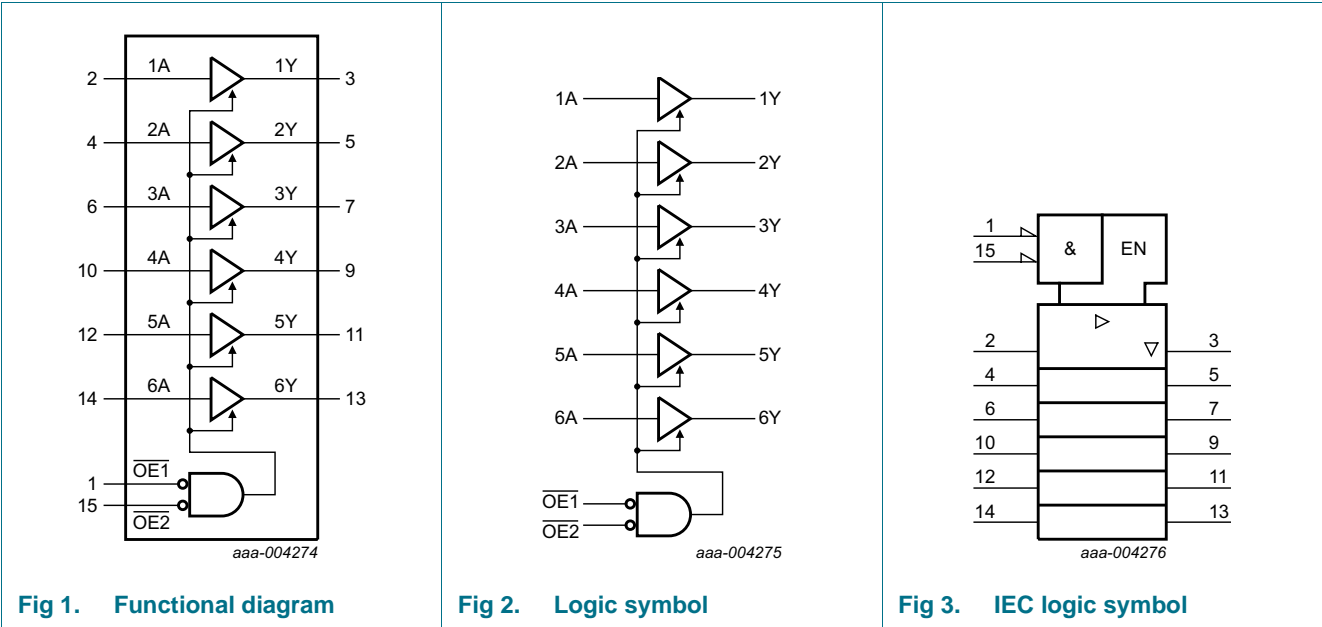 2 1A 1Y 3
4 2A 2Y 5
6 3A 3Y 7
10 4A 4Y 9
12 5A 5Y 11
14 6A 6Y 13
1 OE1
15 OE2
aaa-004274
Fig 1. Functional diagram
1A 1Y
2A 2Y
3A 3Y
4A 4Y
5A 5Y
6A 6Y
OE1
OE2
aaa-004275
Fig 2. Logic symbol
1
15 & EN
2 3
4 5
6 7
10 9
12 11
14 13
aaa-004276
Fig 3. IEC logic symbol